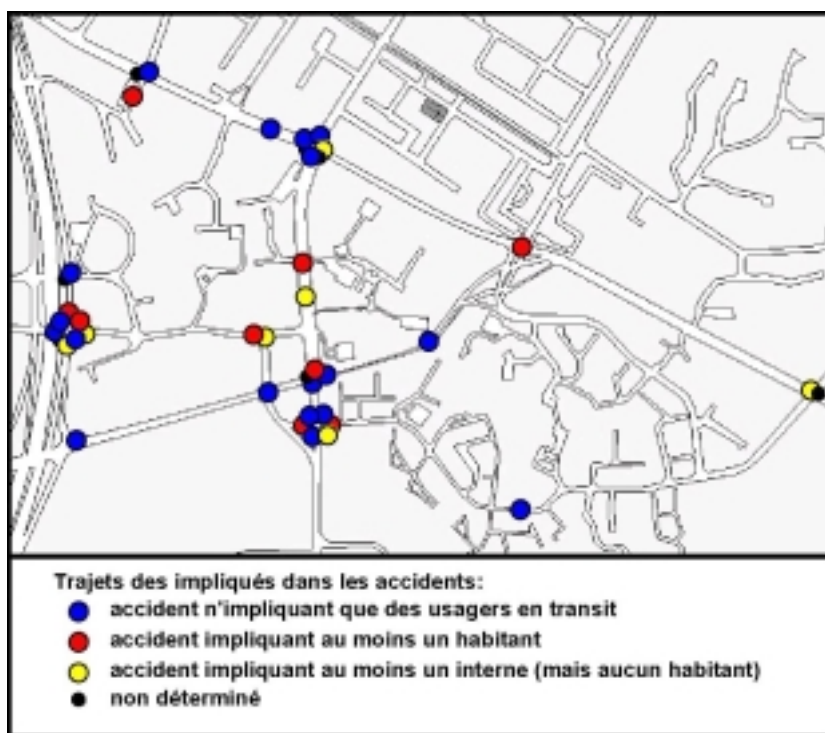 Trajets des impliqués dans les accidents:
accident n'impliquant que des usagers en transit
accident impliquant au moins un habitant
accident impliquant au moins un interne (mais aucun habitant)
non déterminé